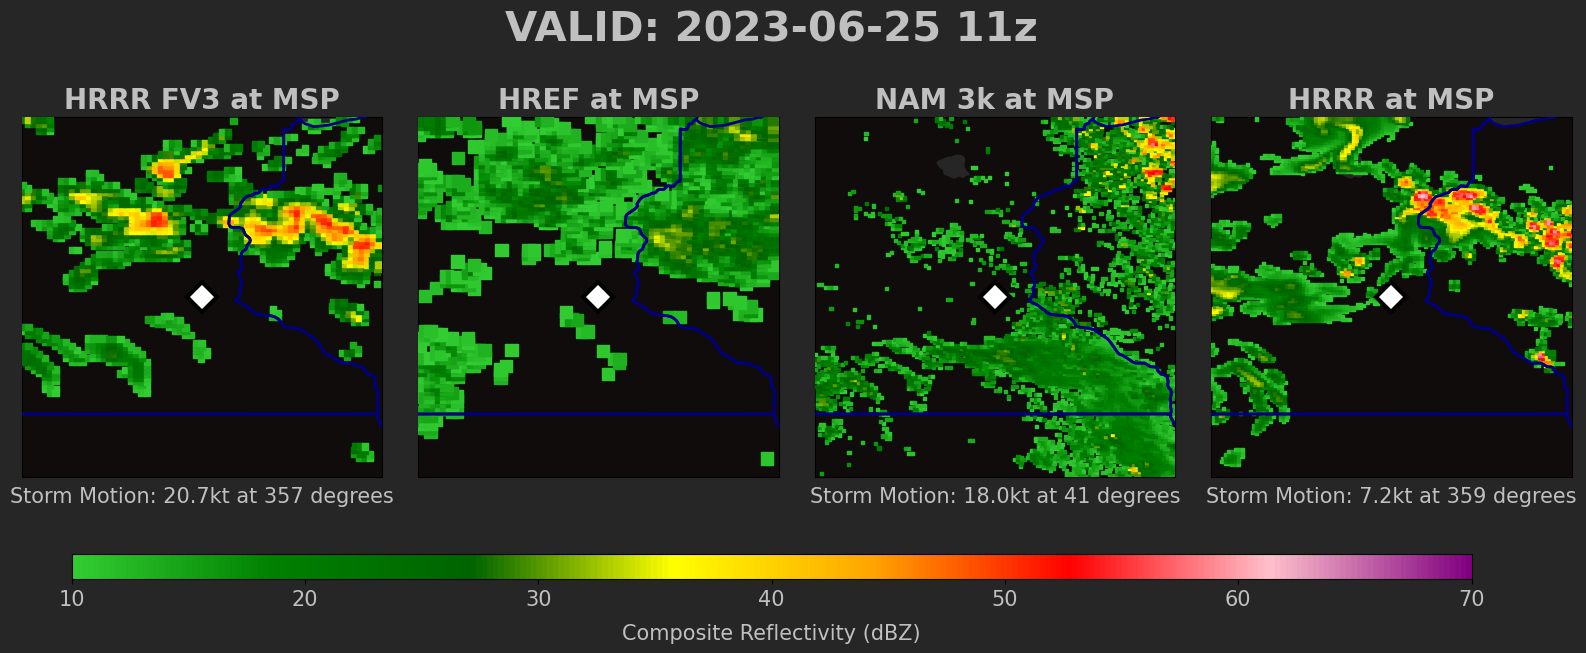 VALID: 2023-06-25 11z
HRRR FV3 at MSP
HREF at MSP
NAM 3k at MSP
HRRR at MSP
Storm Motion: 20.7kt at 357 degrees
Storm Motion: 18.0kt at 41 degrees
Storm Motion: 7.2kt at 359 degrees
10 20 30 40 50 60 70
Composite Reflectivity (dBZ)